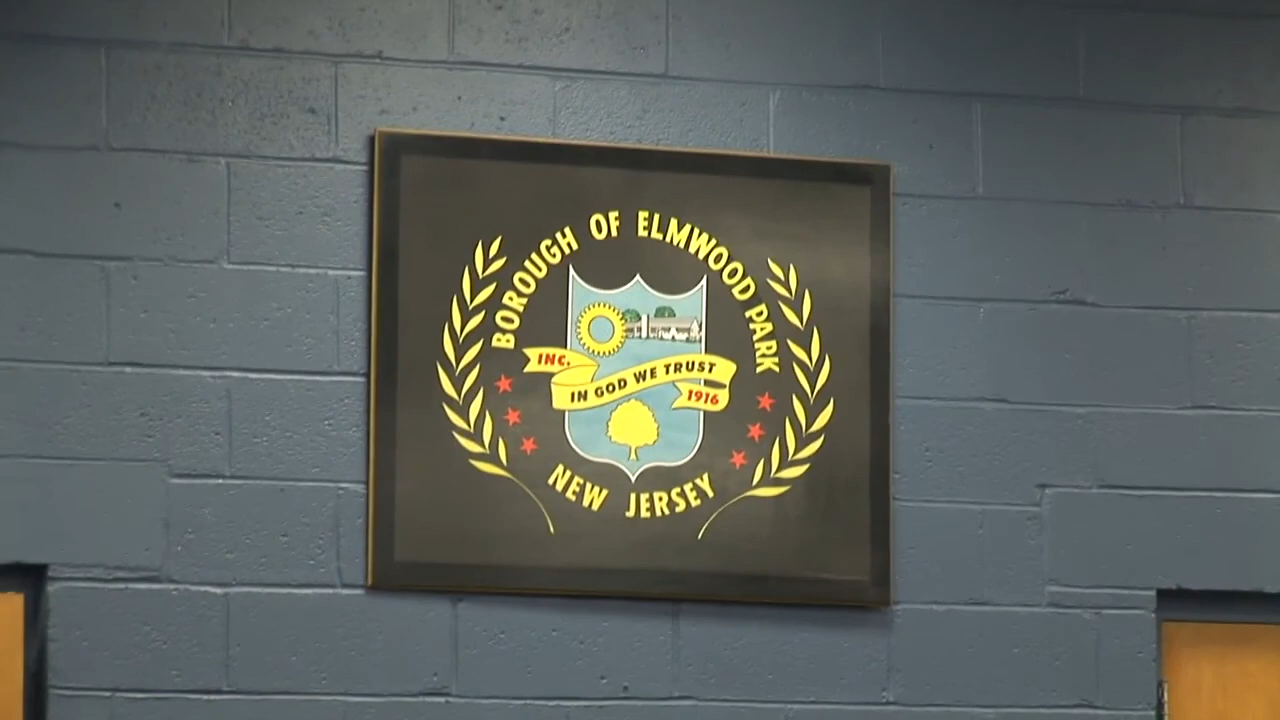 BOROUGH OF ELMWOOD PARK
INC.
IN GOD WE TRUST
1916
NEW JERSEY